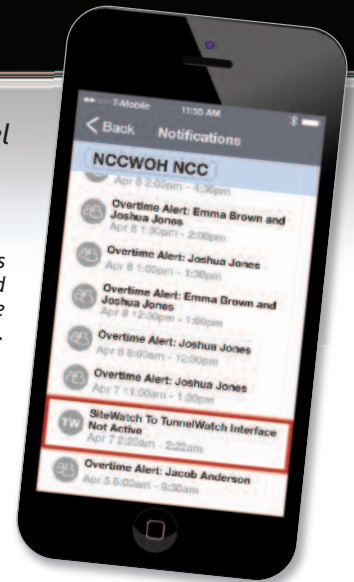 el
s
d
e
.
T-Mobile 11:55 AM
Back Notifications
NCCWOH NCC
Apr 8 2:00pm - 4:30pm
Overtime Alert: Emma Brown and
Joshua Jones
Apr 8 1:30pm - 2:00pm
Overtime Alert: Joshua Jones
Apr 8 1:00pm - 1:30pm
Overtime Alert: Emma Brown and
Joshua Jones
Apr 8 12:30pm - 1:00pm
Overtime Alert: Joshua Jones
Apr 8 8:00am - 12:30pm
Overtime Alert: Joshua Jones
Apr 7 11:00am - 1:30pm
TW SiteWatch To TunnelWatch Interface
Not Active
Apr 7 2:20am - 2:22am
Overtime Alert: Jacob Anderson
Apr 5 8:00am - 9:30am